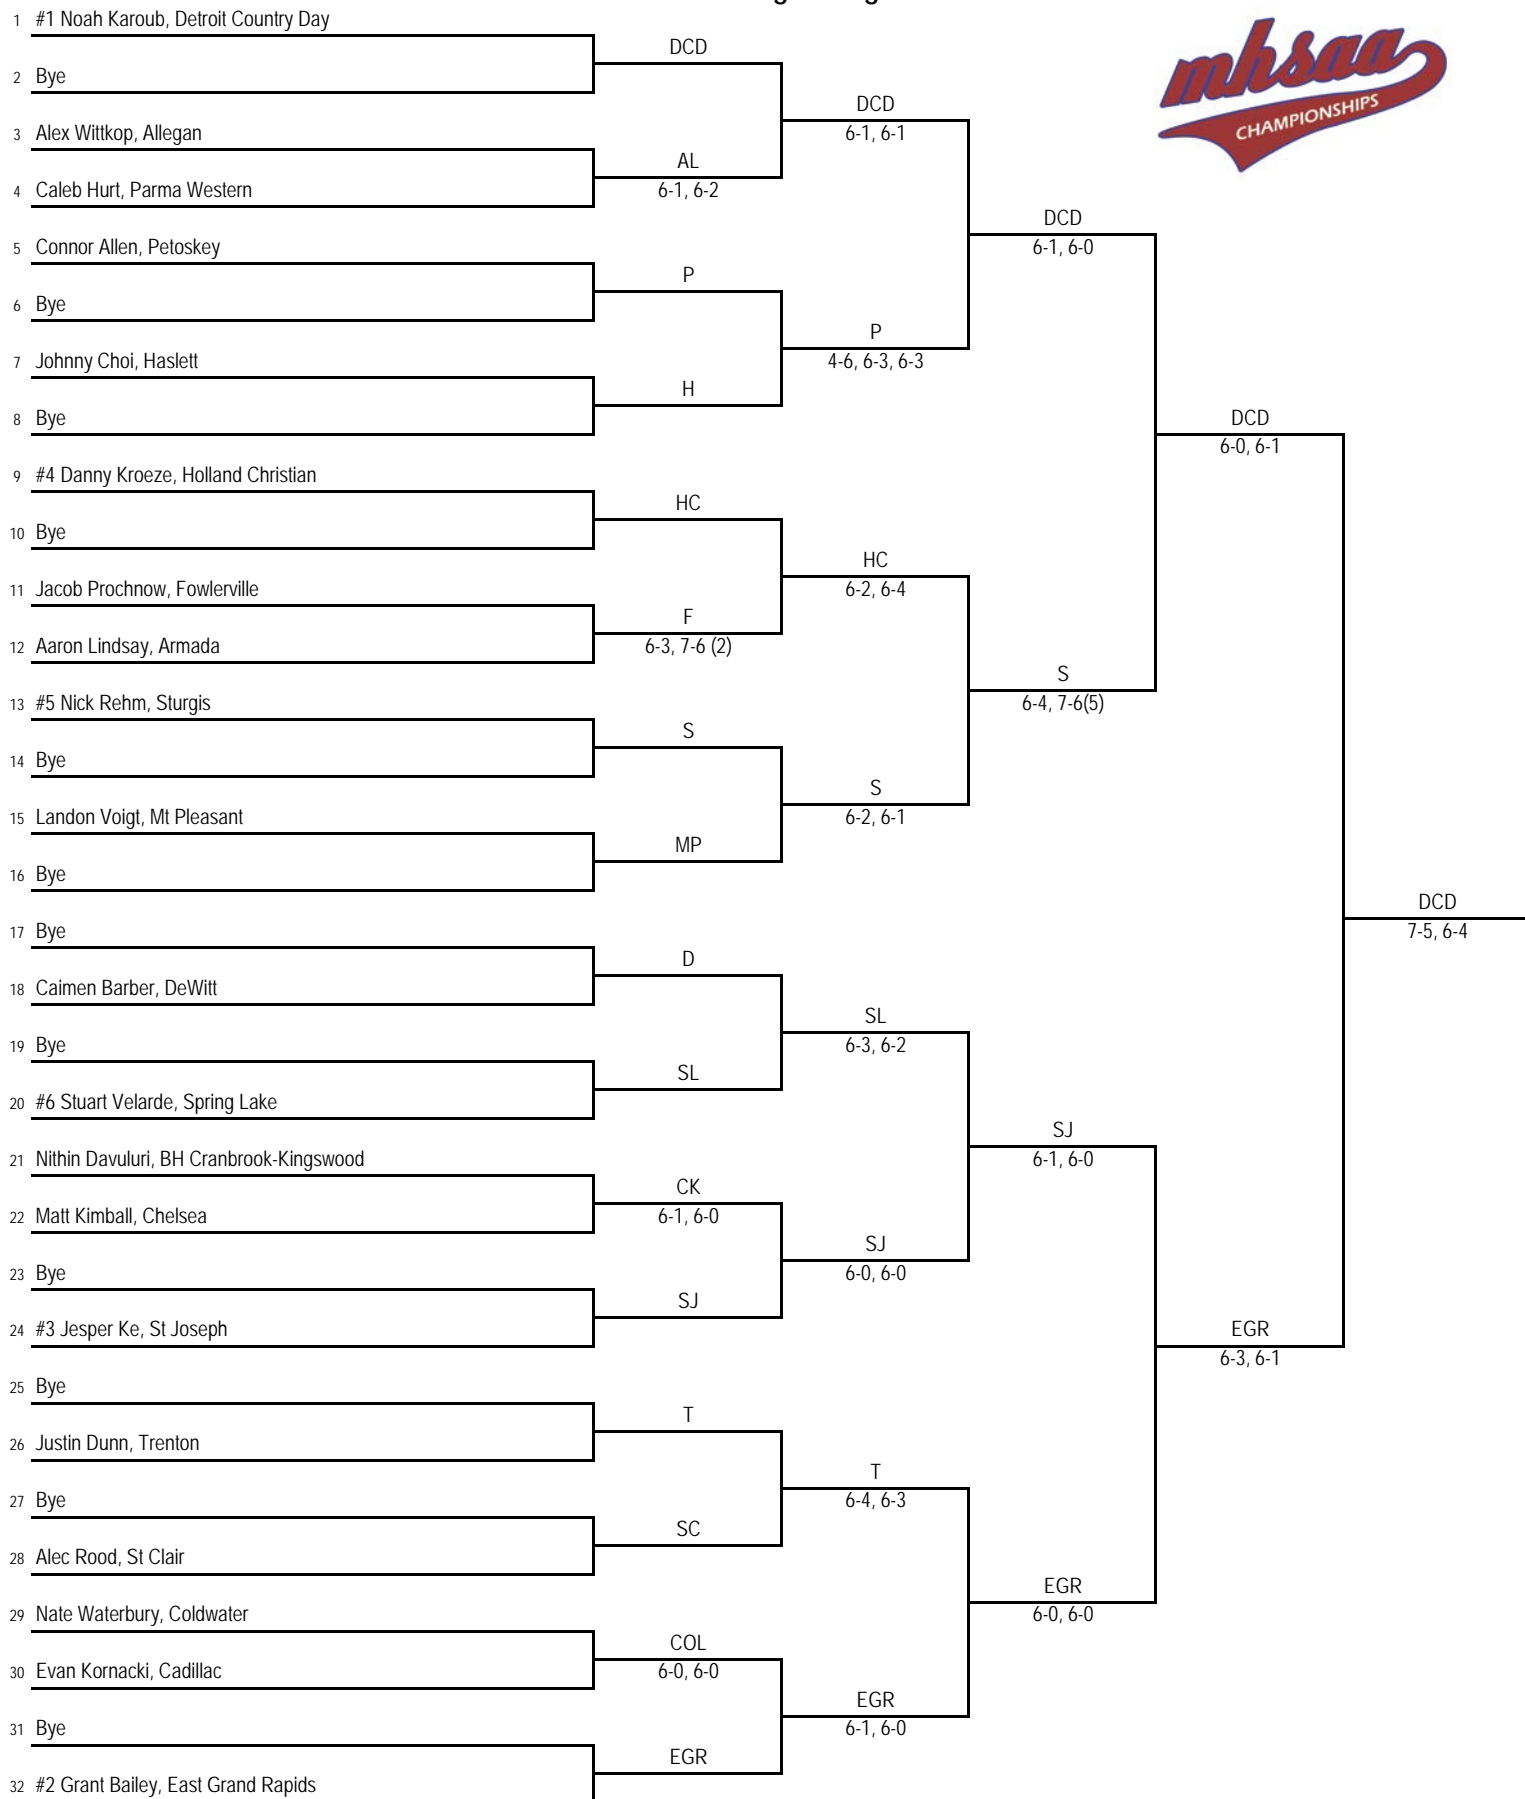 1 #1 Noah Karoub, Detroit Country Day
2 Bye
3 Alex Wittkop, Allegan
4 Caleb Hurt, Parma Western
5 Connor Allen, Petoskey
6 Bye
7 Johnny Choi, Haslett
8 Bye
9 #4 Danny Kroeze, Holland Christian
10 Bye
11 Jacob Prochnow, Fowlerville
12 Aaron Lindsay, Armada
13 #5 Nick Rehm, Sturgis
14 Bye
15 Landon Voigt, Mt Pleasant
16 Bye
17 Bye
18 Caimen Barber, DeWitt
19 Bye
20 #6 Stuart Velarde, Spring Lake
21 Nithin Davuluri, BH Cranbrook-Kingswood
22 Matt Kimball, Chelsea
23 Bye
24 #3 Jesper Ke, St Joseph
25 Bye
26 Justin Dunn, Trenton
27 Bye
28 Alec Rood, St Clair
29 Nate Waterbury, Coldwater
30 Evan Kornacki, Cadillac
31 Bye
32 #2 Grant Bailey, East Grand Rapids
DCD
AL
6-1, 6-2
P
H
HC
F
6-3, 7-6 (2)
S
MP
D
SL
CK
6-1, 6-0
SJ
T
SC
COL
6-0, 6-0
EGR
DCD
6-1, 6-1
P
4-6, 6-3, 6-3
HC
6-2, 6-4
S
6-2, 6-1
SL
6-3, 6-2
SJ
6-0, 6-0
T
6-4, 6-3
EGR
6-1, 6-0
DCD
6-1, 6-0
S
6-4, 7-6(5)
SJ
6-1, 6-0
EGR
6-0, 6-0
DCD
6-0, 6-1
EGR
6-3, 6-1
DCD
7-5, 6-4
mhsaa
CHAMPIONSHIPS